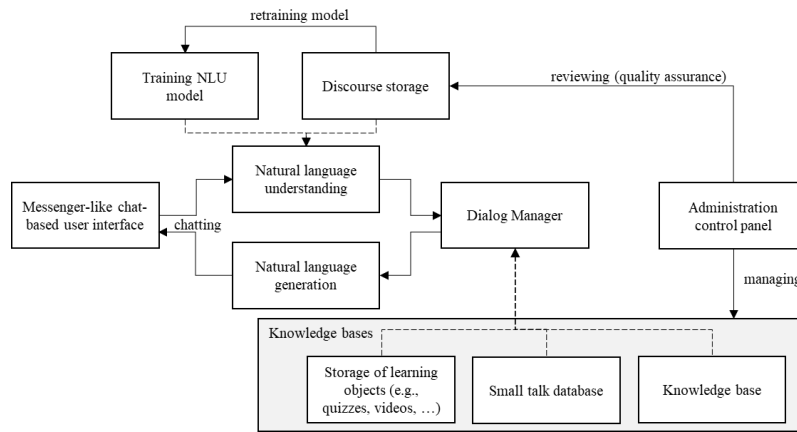 retraining model
Training NLU
model
Discourse storage
reviewing (quality assurance)
Natural language
understanding
Messenger-like chat-
based user interface
chatting
Dialog Manager
Administration
control panel
Natural language
generation
managing
Knowledge bases
Storage of learning
objects (e.g.,
quizzes, videos, …)
Small talk database
Knowledge base